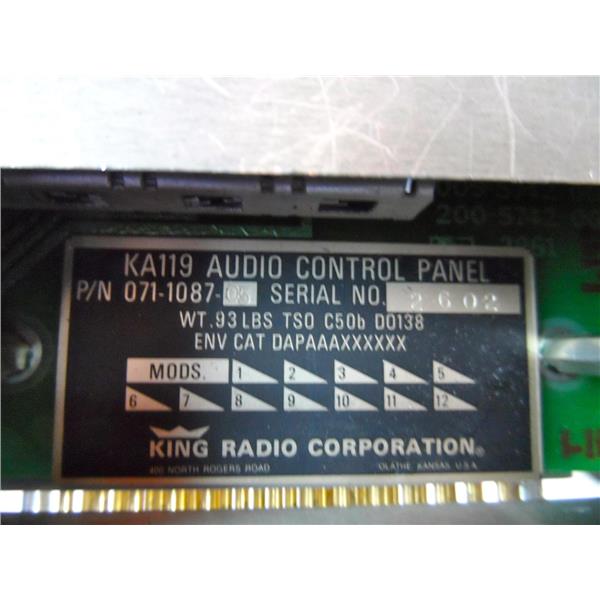 200 5242
KA119 AUDIO CONTROL PANEL
P/N 071-1087-05 SERIAL NO. 2602
WT .93 LBS TSO C50b DO138
ENV CAT DAPAAAXXXXXX
MODS. 1 2 3 4 5
6 7 8 9 10 11 12
KING RADIO CORPORATION®
400 NORTH ROGERS ROAD OLATHE, KANSAS U.S.A.